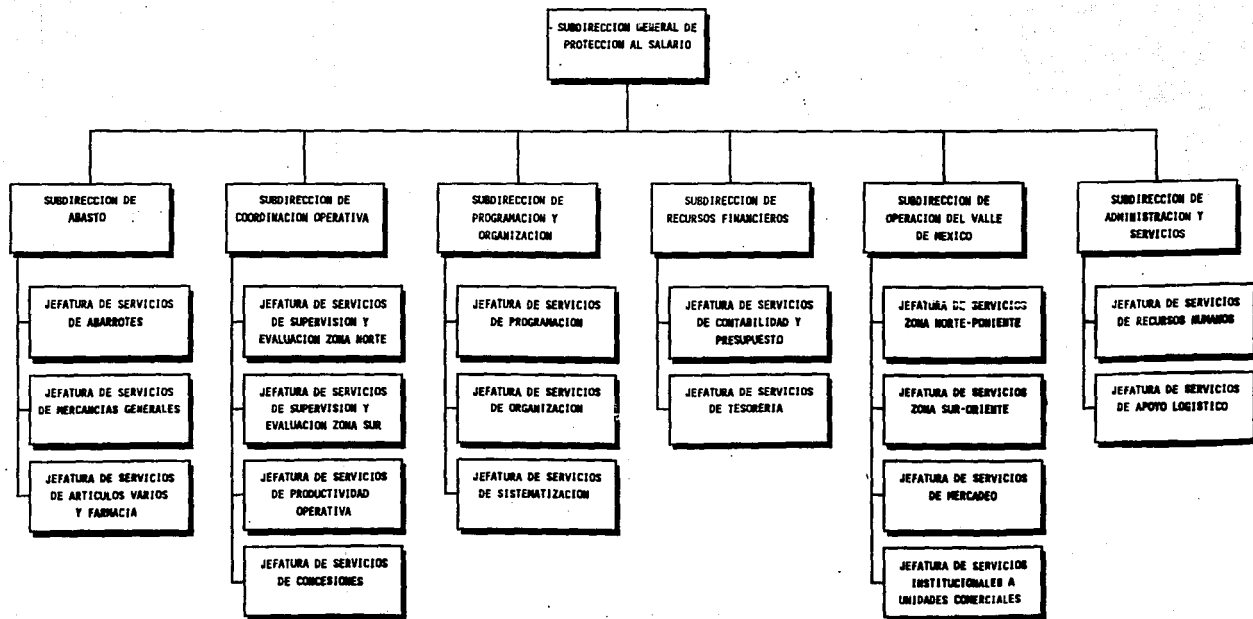 SUBDIRECCION GENERAL DE
PROTECCION AL SALARIO
SUBDIRECCION DE
ABASTO
JEFATURA DE SERVICIOS
DE ABARROTES
JEFATURA DE SERVICIOS
DE MERCANCIAS GENERALES
JEFATURA DE SERVICIOS
DE ARTICULOS VARIOS
Y FARMACIA
SUBDIRECCION DE
COORDINACION OPERATIVA
JEFATURA DE SERVICIOS
DE SUPERVISION Y
EVALUACION ZONA NORTE
JEFATURA DE SERVICIOS
DE SUPERVISION Y
EVALUACION ZONA SUR
JEFATURA DE SERVICIOS
DE PRODUCTIVIDAD
OPERATIVA
JEFATURA DE SERVICIOS
DE CONCESIONES
SUBDIRECCION DE
PROGRAMACION Y
ORGANIZACION
JEFATURA DE SERVICIOS
DE PROGRAMACION
JEFATURA DE SERVICIOS
DE ORGANIZACION
JEFATURA DE SERVICIOS
DE SISTEMATIZACION
SUBDIRECCION DE
RECURSOS FINANCIEROS
JEFATURA DE SERVICIOS
DE CONTABILIDAD Y
PRESUPUESTO
JEFATURA DE SERVICIOS
DE TESORERIA
SUBDIRECCION DE
OPERACION DEL VALLE
DE MEXICO
JEFATURA DE SERVICIOS
ZONA NORTE-PONIENTE
JEFATURA DE SERVICIOS
ZONA SUR-ORIENTE
JEFATURA DE SERVICIOS
DE MERCADEO
JEFATURA DE SERVICIOS
INSTITUCIONALES A
UNIDADES COMERCIALES
SUBDIRECCION DE
ADMINISTRACION Y
SERVICIOS
JEFATURA DE SERVICIOS
DE RECURSOS HUMANOS
JEFATURA DE SERVICIOS
DE APOYO LOGISTICO